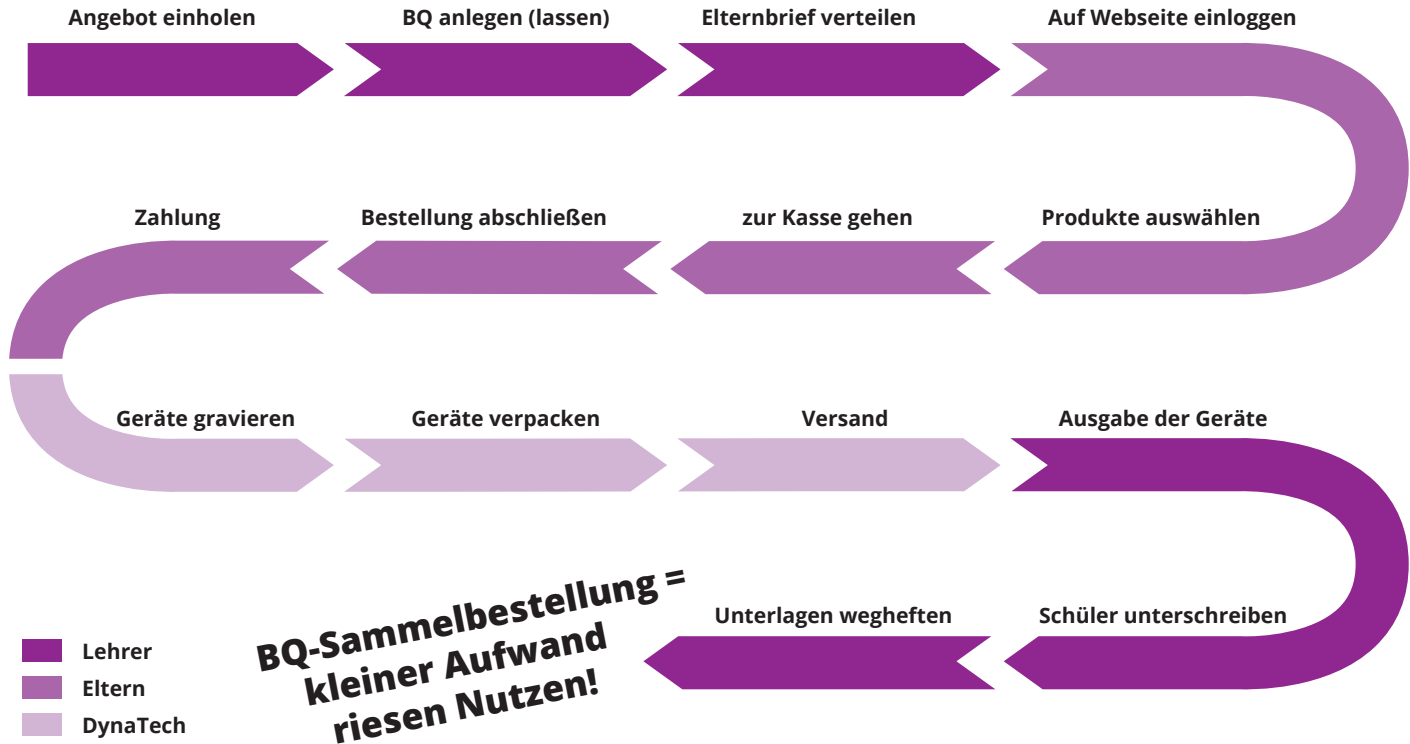 Angebot einholen
BQ anlegen (lassen)
Elternbrief verteilen
Auf Webseite einloggen
Zahlung
Bestellung abschließen
zur Kasse gehen
Produkte auswählen
Geräte gravieren
Geräte verpacken
Versand
Ausgabe der Geräte
BQ-Sammelbestellung =
kleiner Aufwand
riesen Nutzen!
Unterlagen wegheften
Schüler unterschreiben
Lehrer
Eltern
DynaTech